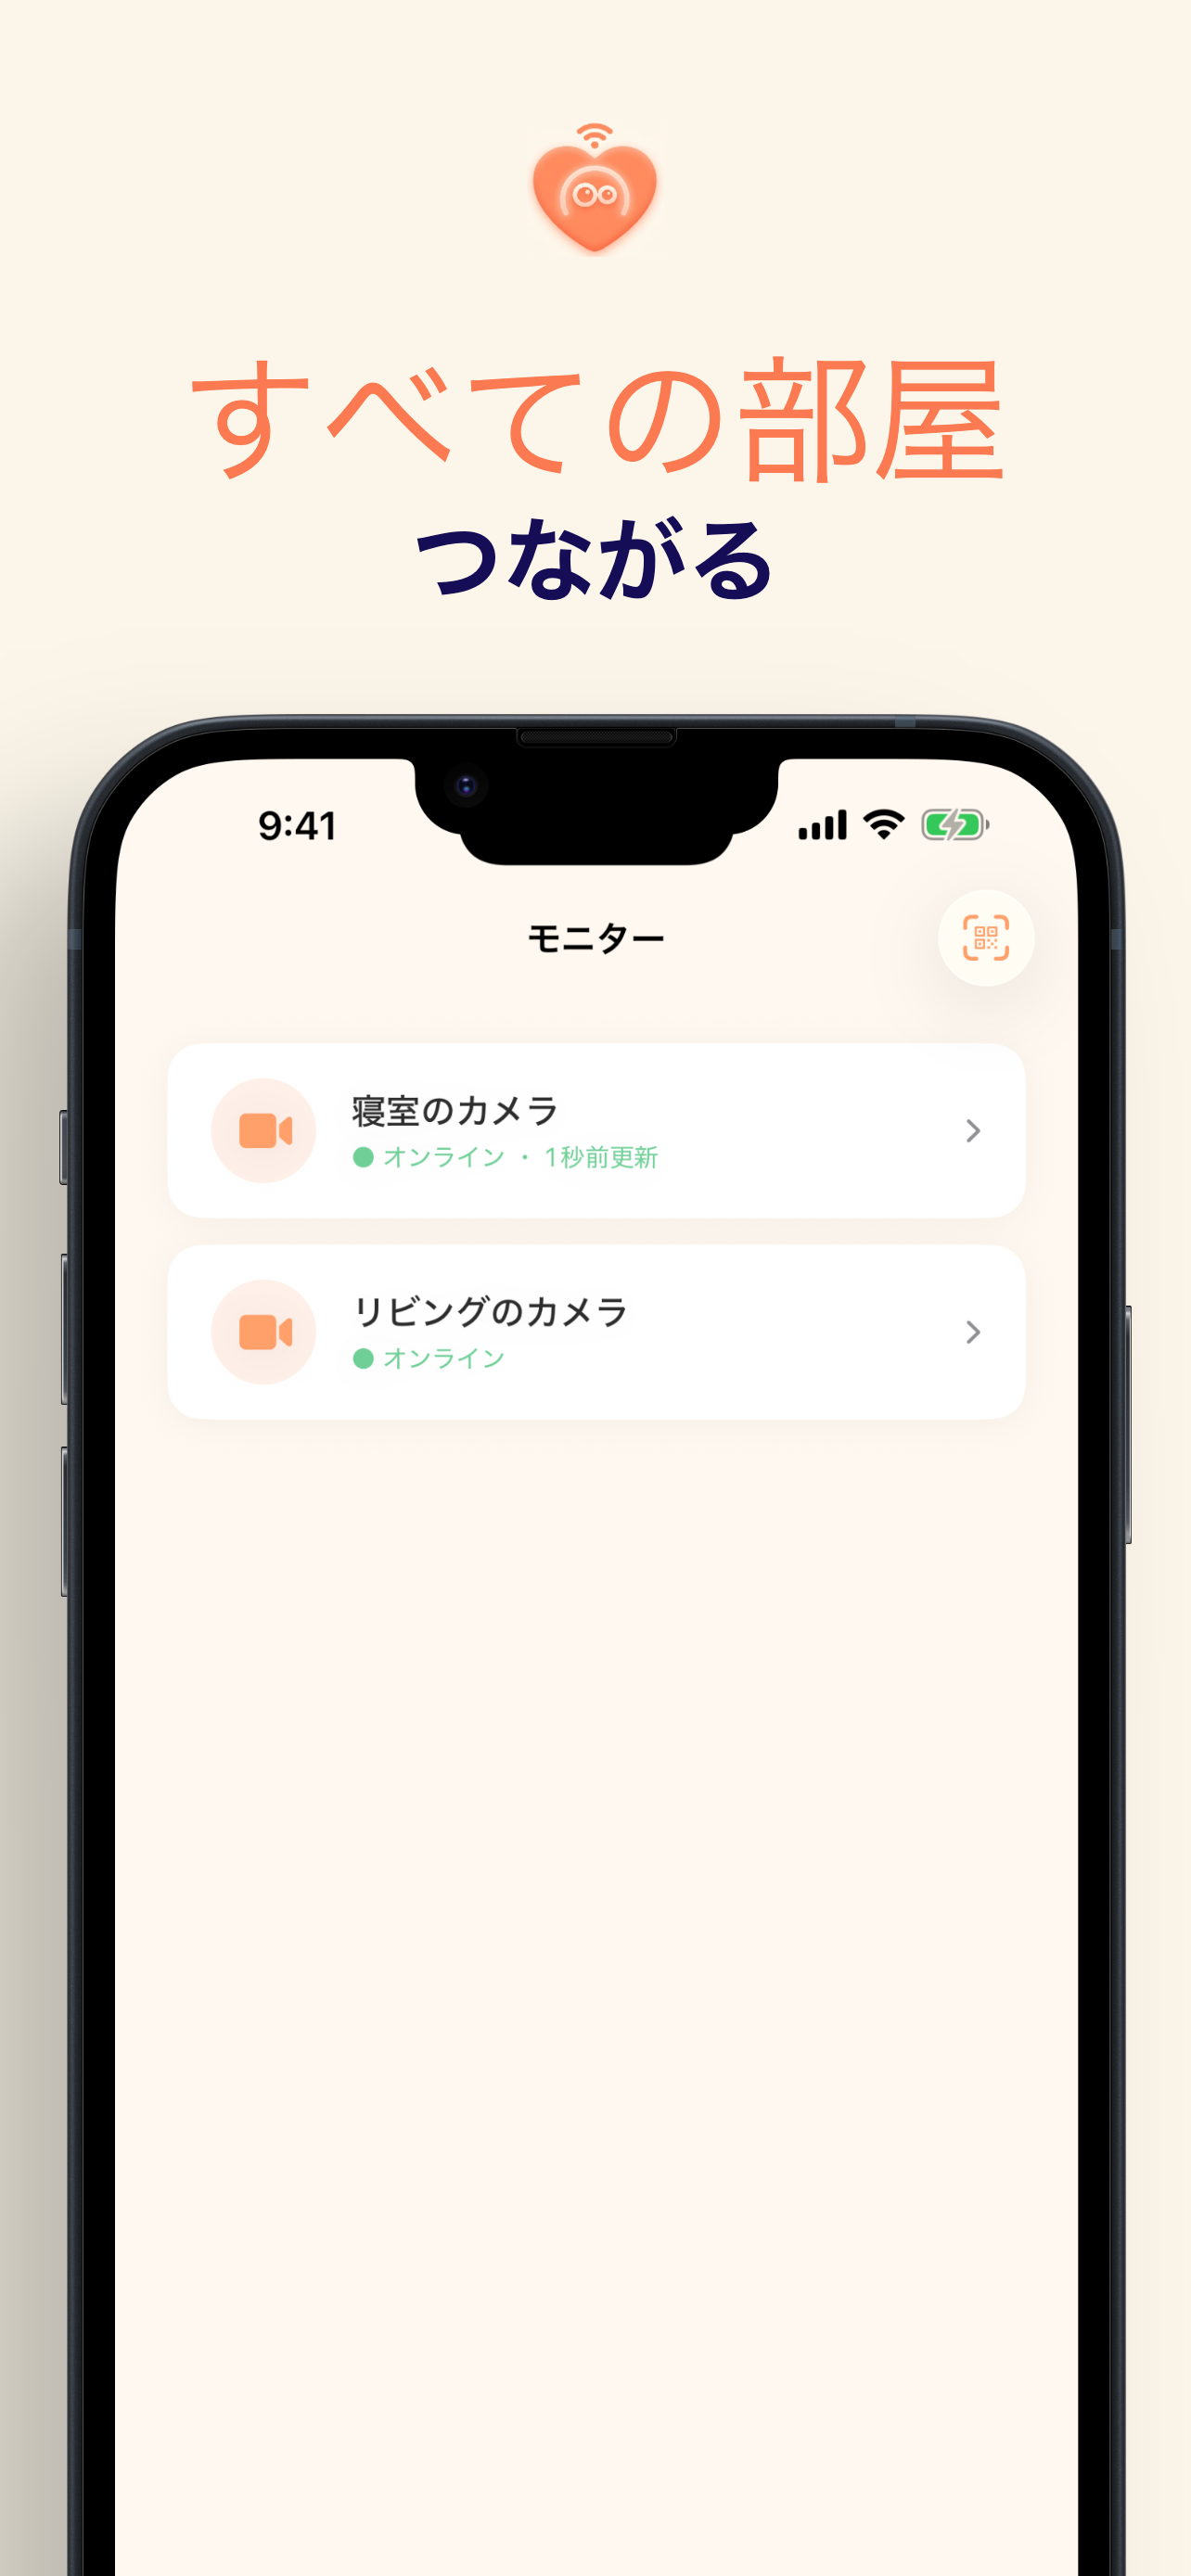 すべての部屋
つながる
9:41
モニター
寝室のカメラ
オンライン ・ 1秒前更新
リビングのカメラ
オンライン